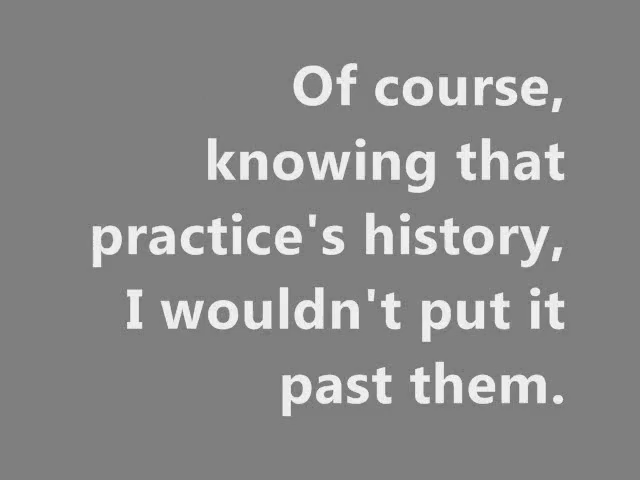 Of course,
knowing that
practice's history,
I wouldn't put it
past them.